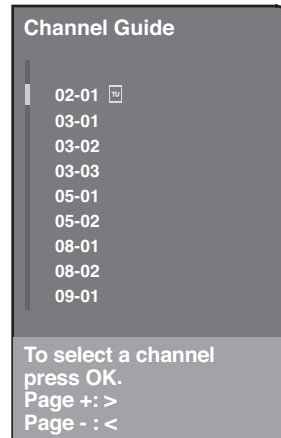 Channel Guide
02-01 TV
03-01
03-02
03-03
05-01
05-02
08-01
08-02
09-01
To select a channel
press OK.
Page +: >
Page - : <